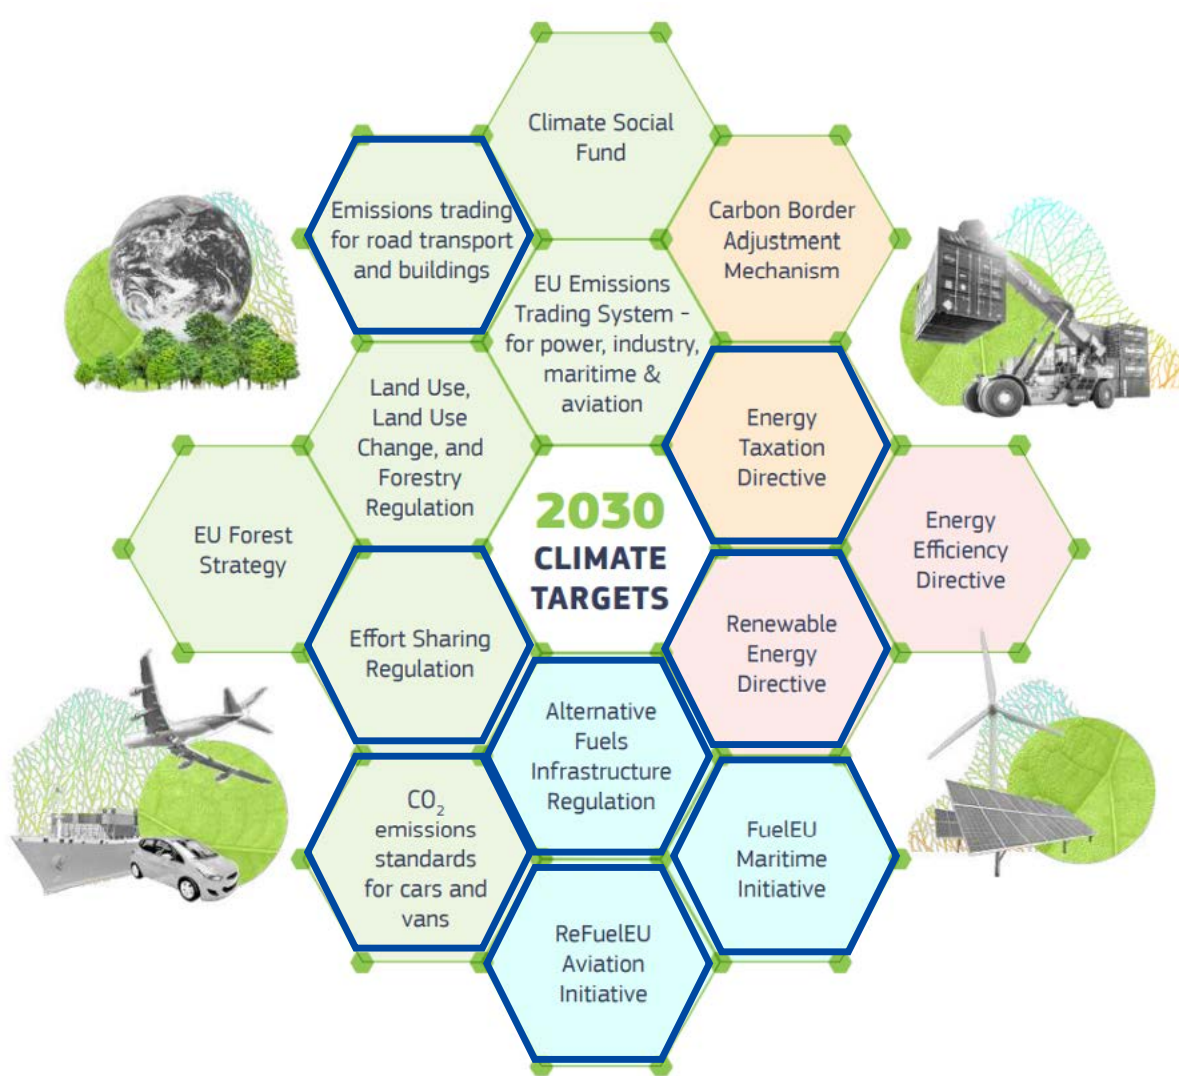 Climate Social
Fund
Emissions trading
for road transport
and buildings
Carbon Border
Adjustment
Mechanism
EU Emissions
Trading System -
for power, industry,
maritime &
aviation
Land Use,
Land Use
Change, and
Forestry
Regulation
Energy
Taxation
Directive
EU Forest
Strategy
2030
CLIMATE
TARGETS
Energy
Efficiency
Directive
Effort Sharing
Regulation
Renewable
Energy
Directive
Alternative
Fuels
Infrastructure
Regulation
CO₂
emissions
standards
for cars and
vans
FuelEU
Maritime
Initiative
ReFuelEU
Aviation
Initiative